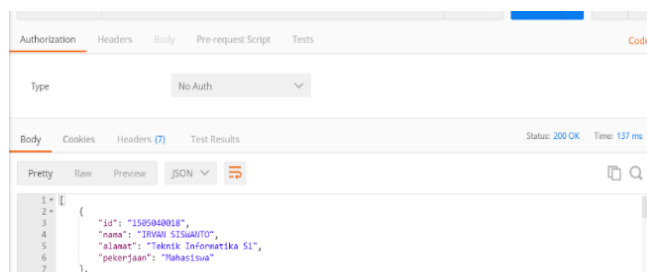 Authorization Headers Body Pre-request Script Tests Code
Type No Auth
Body Cookies Headers (7) Test Results Status: 200 OK Time: 137 ms
Pretty Raw Preview JSON
1 [
2 {
3 "id": "1505040018",
4 "nama": "IRVAN SISWANTO",
5 "alamat": "Teknik Informatika S1",
6 "pekerjaan": "Mahasiswa"
7 },